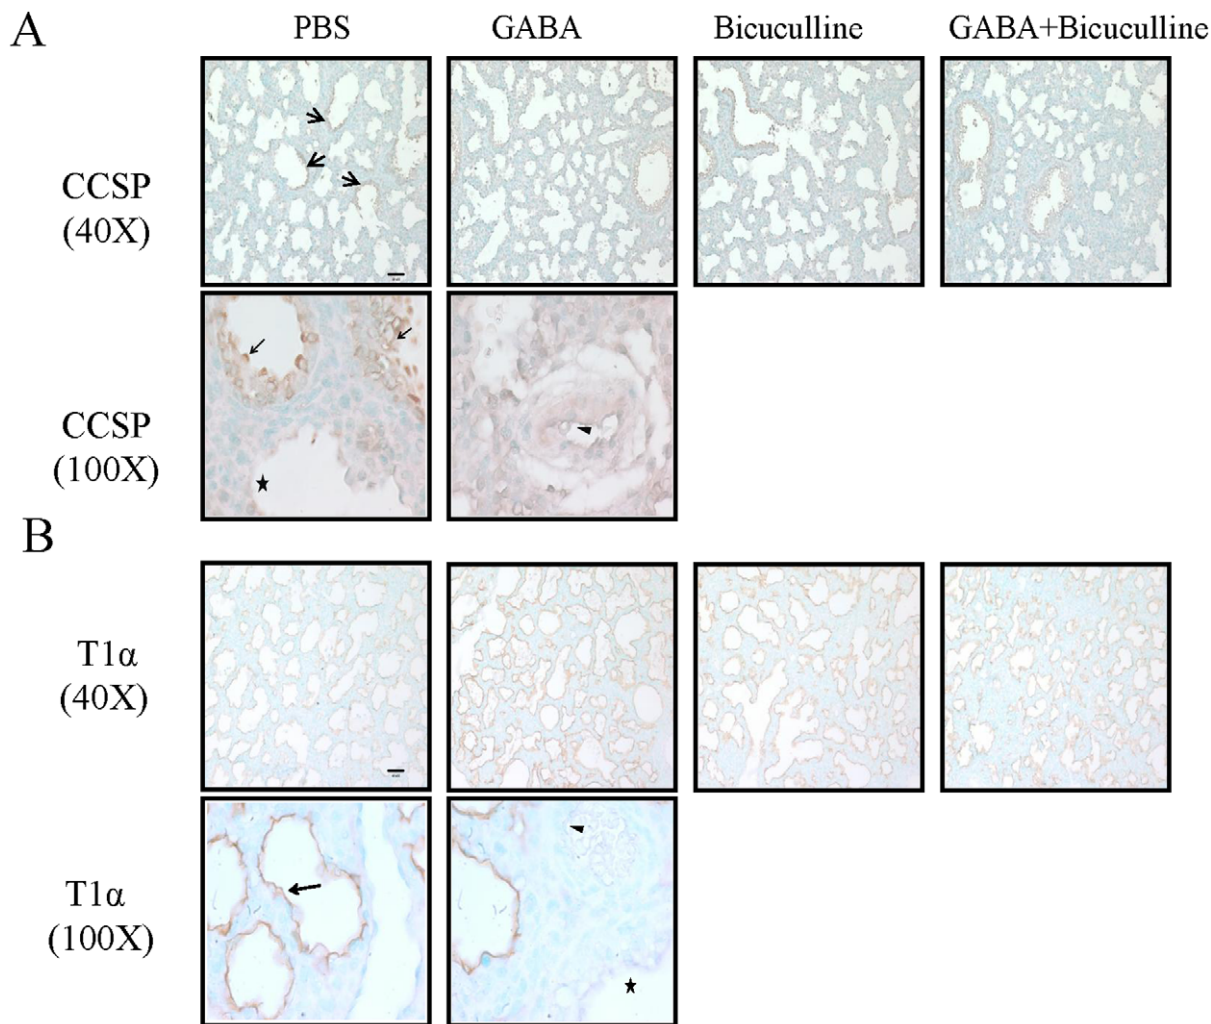 A
PBS GABA Bicuculline GABA+Bicuculline
CCSP
(40X)
CCSP
(100X)
B
T1α
(40X)
T1α
(100X)